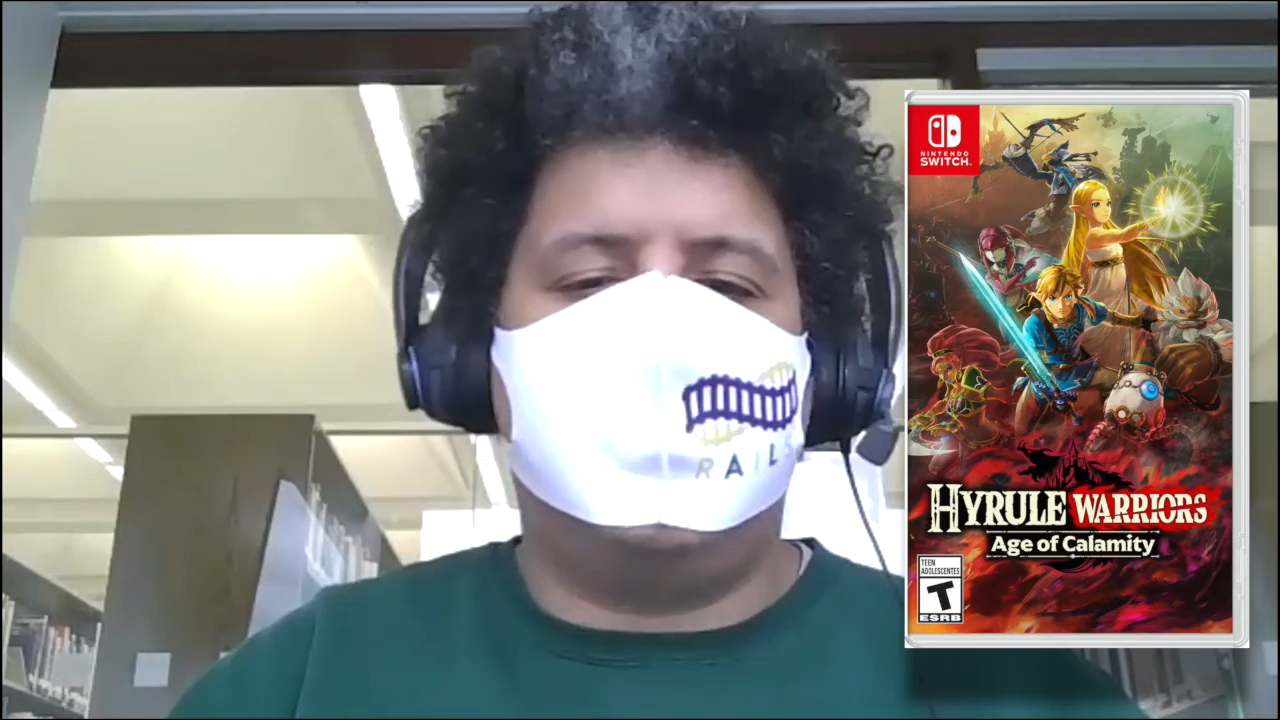 RAILS
NINTENDO
SWITCH
HYRULE WARRIORS
Age of Calamity
TEEN
ADOLESCENTES
T
ESRB